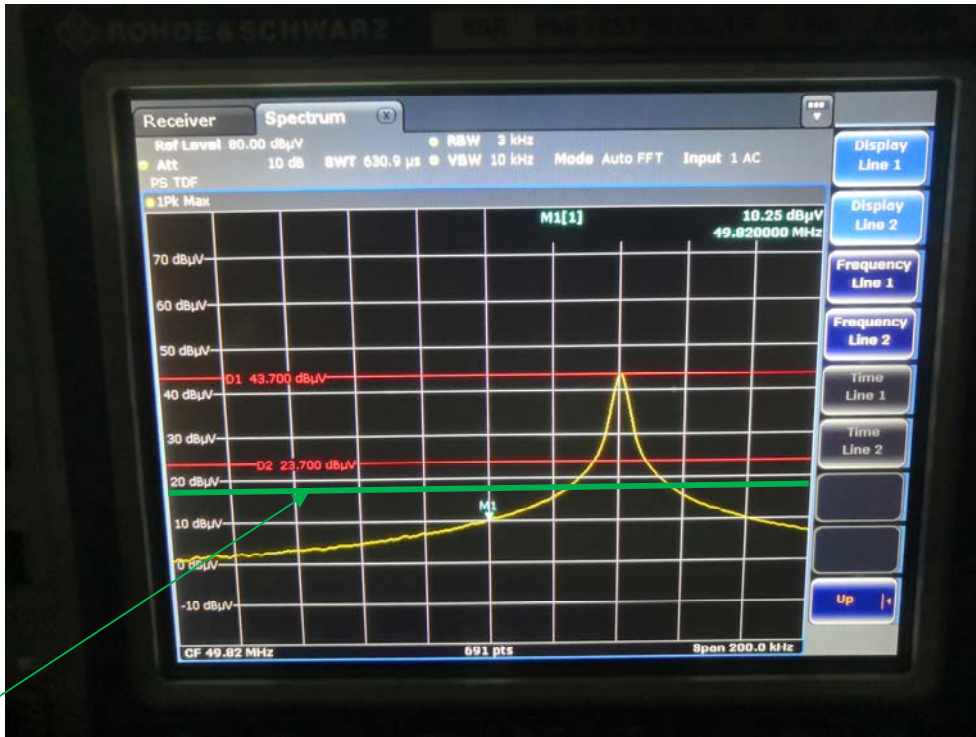 ROHDE & SCHWARZ
Receiver Spectrum X
Ref Level 80.00 dBµV RBW 3 kHz
Att 10 dB SWT 630.9 µs VBW 10 kHz Mode Auto FFT Input 1 AC
PS TDF
1Pk Max
M1[1] 10.25 dBµV
49.820000 MHz
70 dBµV
60 dBµV
50 dBµV
D1 43.700 dBµV
40 dBµV
30 dBµV
D2 23.700 dBµV
20 dBµV
M1
10 dBµV
0 dBµV
-10 dBµV
CF 49.82 MHz 691 pts Span 200.0 kHz
Display
Line 1
Display
Line 2
Frequency
Line 1
Frequency
Line 2
Time
Line 1
Time
Line 2
Up